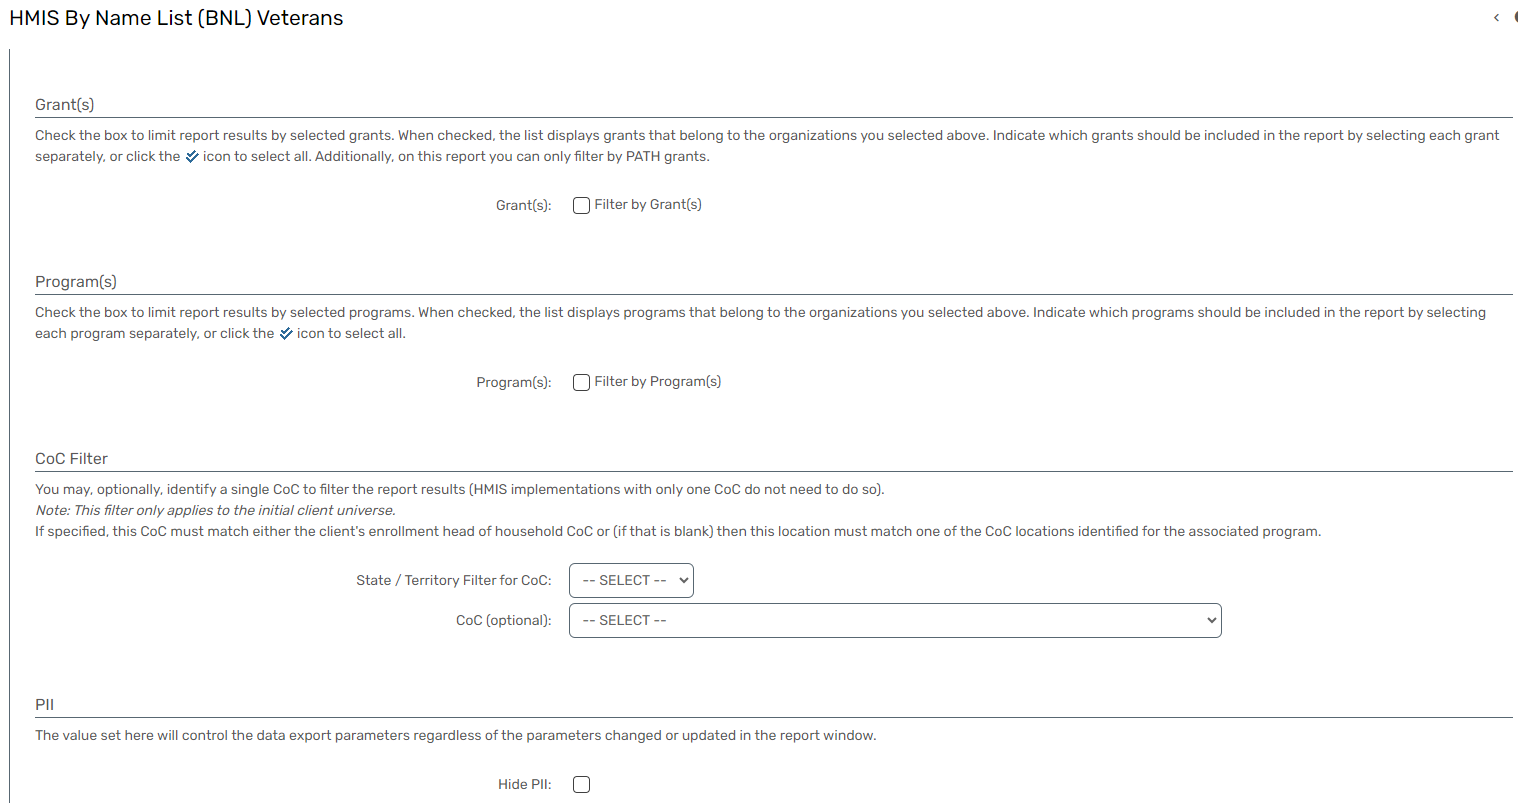 HMIS By Name List (BNL) Veterans
Grant(s)
Check the box to limit report results by selected grants. When checked, the list displays grants that belong to the organizations you selected above. Indicate which grants should be included in the report by selecting each grant
separately, or click the icon to select all. Additionally, on this report you can only filter by PATH grants.
Grant(s): Filter by Grant(s)
Program(s)
Check the box to limit report results by selected programs. When checked, the list displays programs that belong to the organizations you selected above. Indicate which programs should be included in the report by selecting
each program separately, or click the icon to select all.
Program(s): Filter by Program(s)
CoC Filter
You may, optionally, identify a single CoC to filter the report results (HMIS implementations with only one CoC do not need to do so).
Note: This filter only applies to the initial client universe.
If specified, this CoC must match either the client's enrollment head of household CoC or (if that is blank) then this location must match one of the CoC locations identified for the associated program.
State / Territory Filter for CoC: -- SELECT --
CoC (optional): -- SELECT --
PII
The value set here will control the data export parameters regardless of the parameters changed or updated in the report window.
Hide PII: